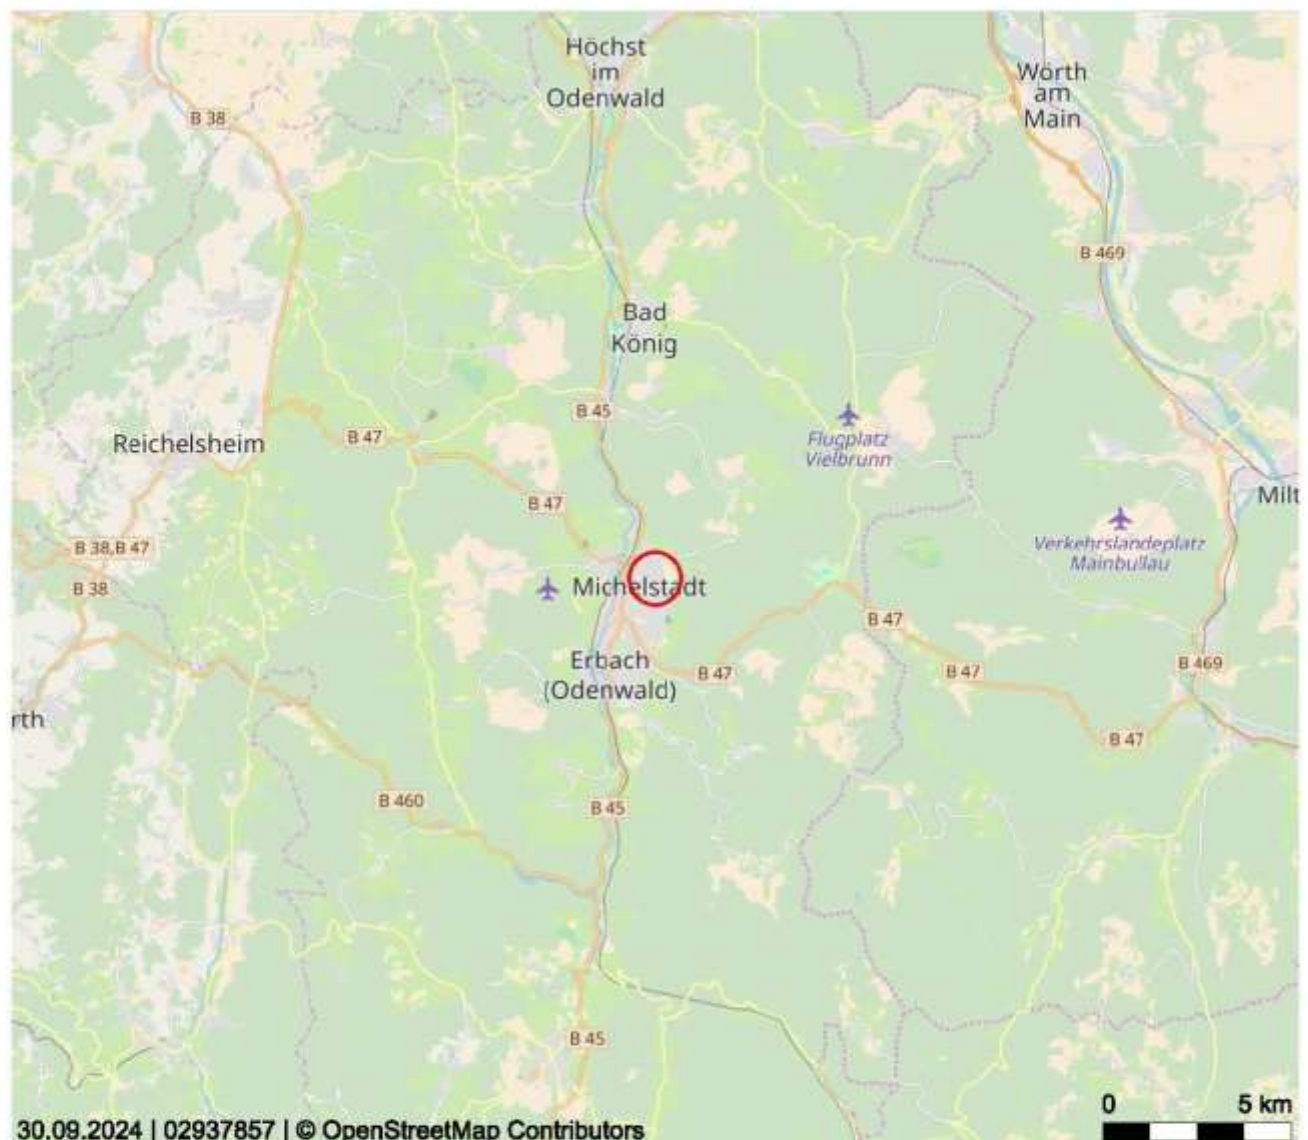 Höchst
im
Odenwald
Wörth
am
Main
B 38
B 469
Bad
König
B 45
B 47
Reichelsheim
Flugplatz
Vielbrunn
B 47
Milt
Verkehrslandeplatz
Mainbullau
B 38,B 47
B 38
Michelstadt
B 47
Erbach
(Odenwald)
B 47
B 47
B 469
rth
B 47
B 460
B 45
B 45
0 5 km
30.09.2024 | 02937857 | © OpenStreetMap Contributors